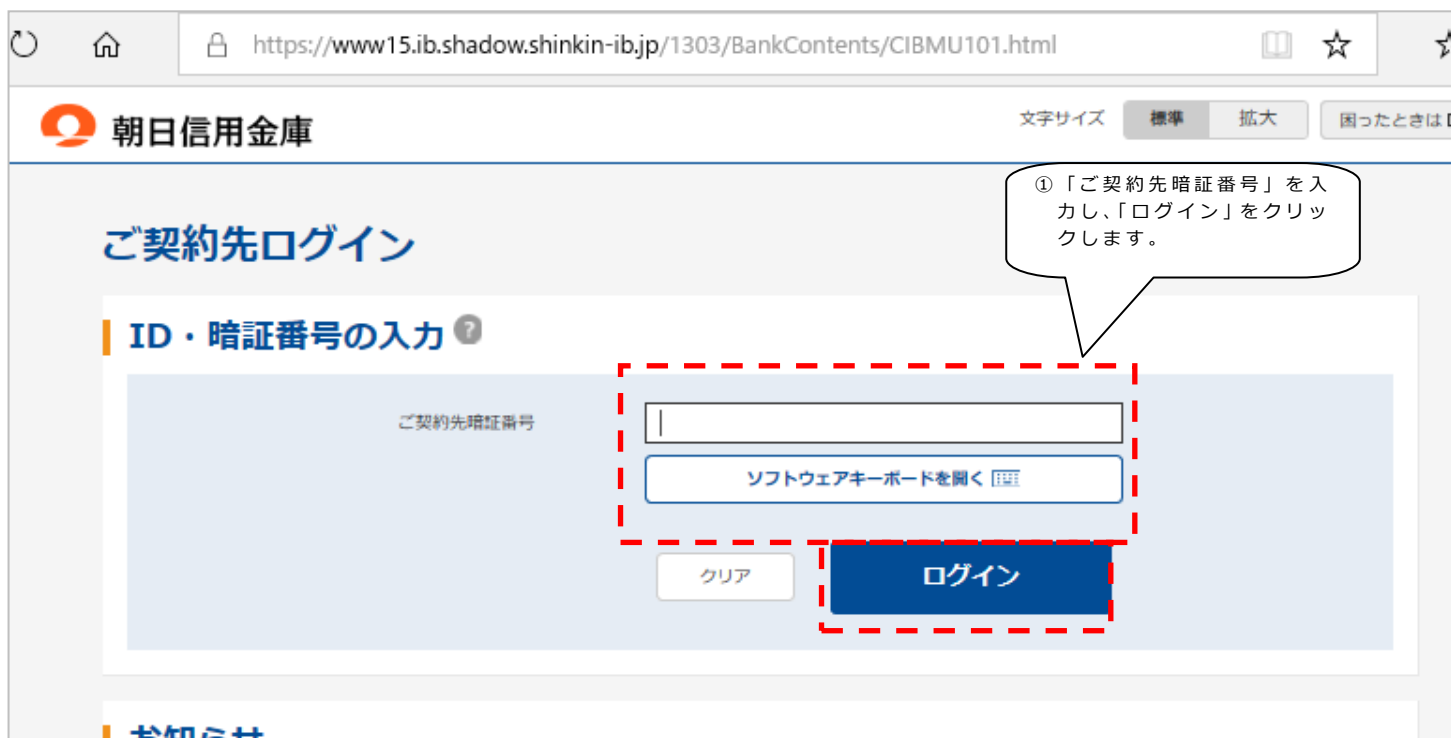 https://www15.ib.shadow.shinkin-ib.jp/1303/BankContents/CIBMU101.html
朝日信用金庫
文字サイズ 標準 拡大 困ったときは
①「ご契約先暗証番号」を入
力し、「ログイン」をクリッ
クします。
ご契約先ログイン
ID・暗証番号の入力 ?
ご契約先暗証番号
ソフトウェアキーボードを開く
クリア
ログイン
お知らせ